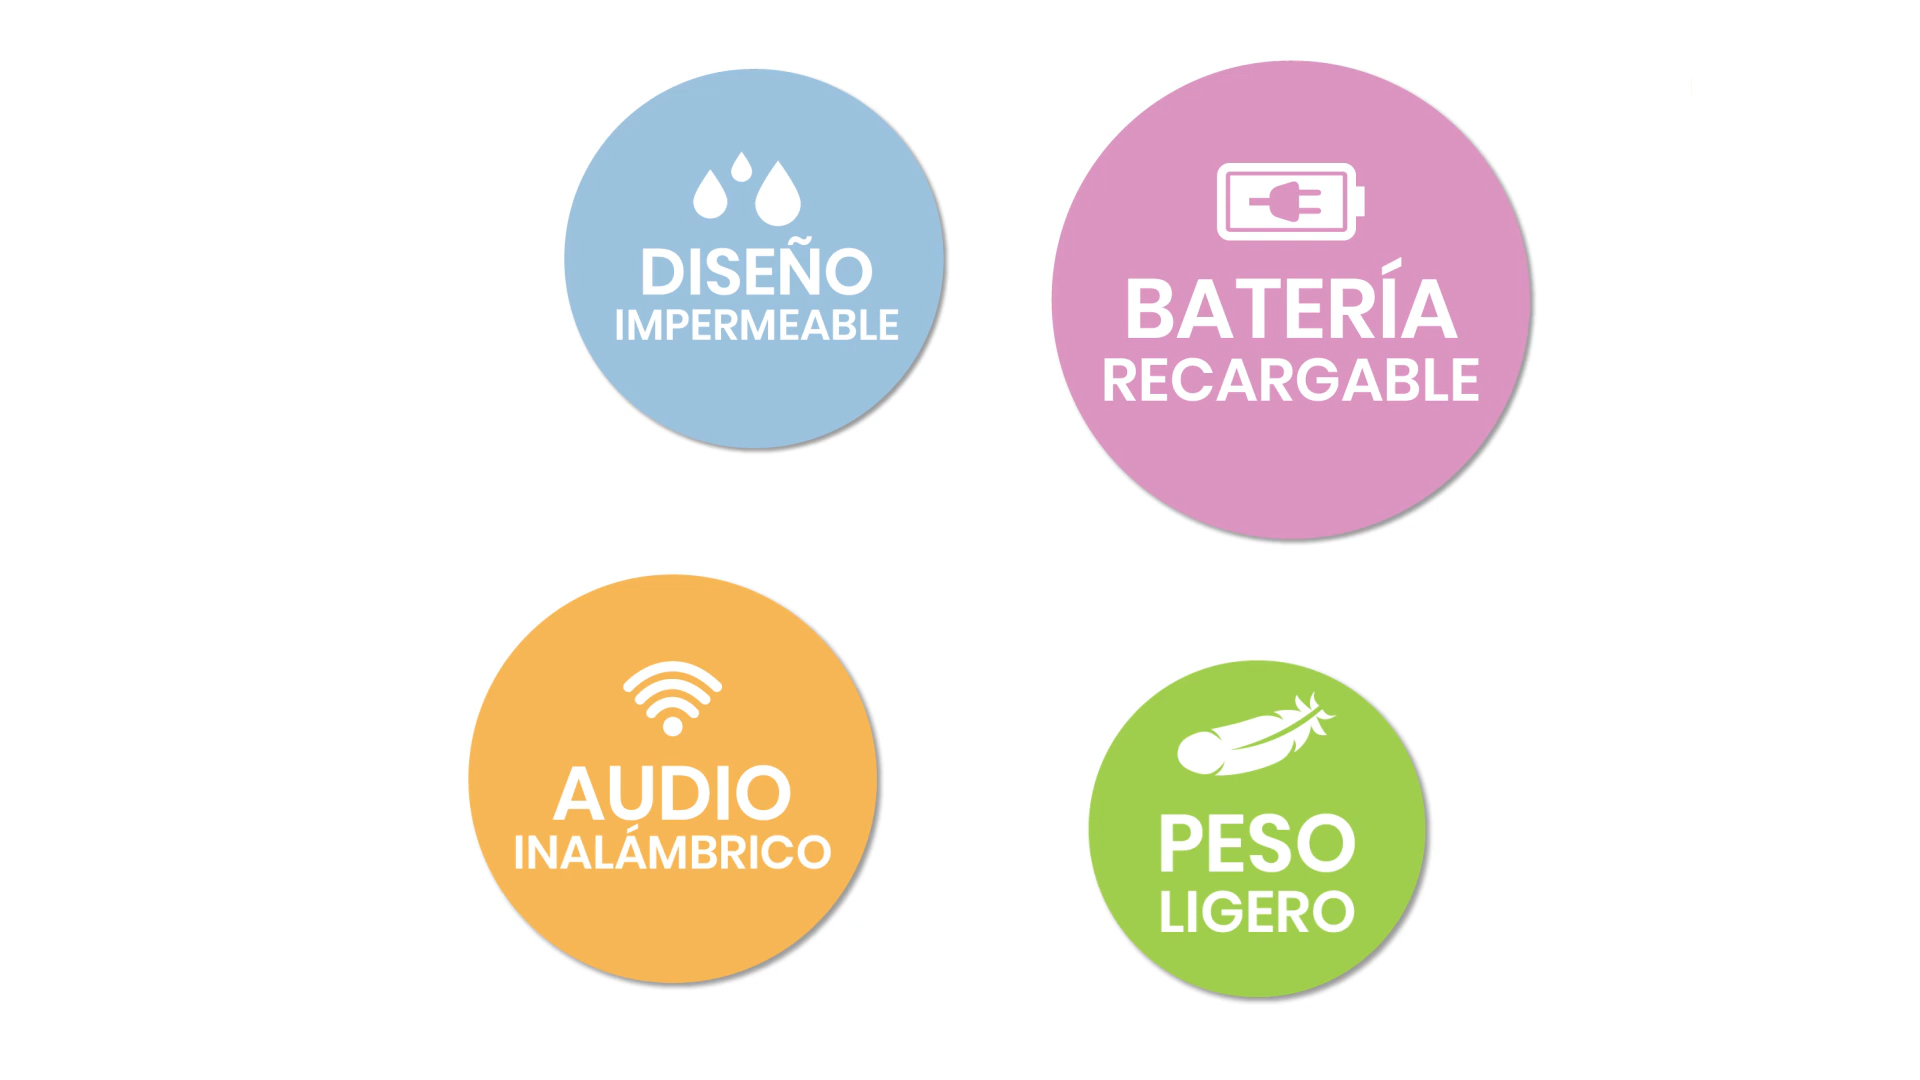 DISEÑO
IMPERMEABLE
BATERÍA
RECARGABLE
AUDIO
INALÁMBRICO
PESO
LIGERO